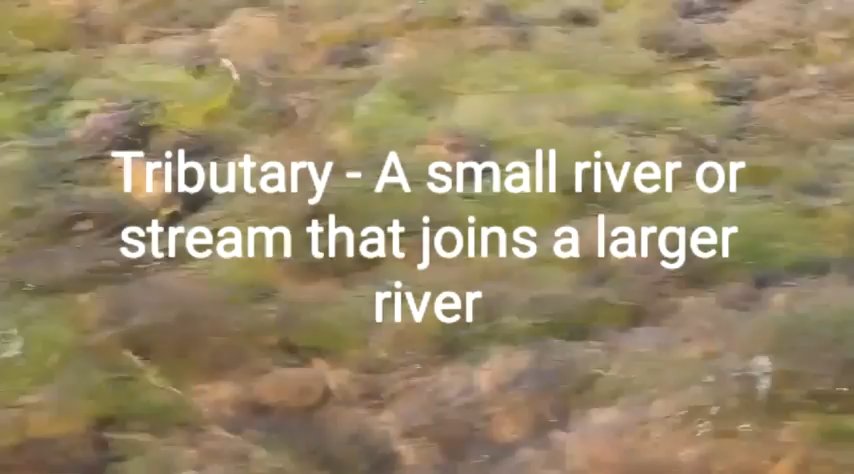 Tributary - A small river or
stream that joins a larger
river